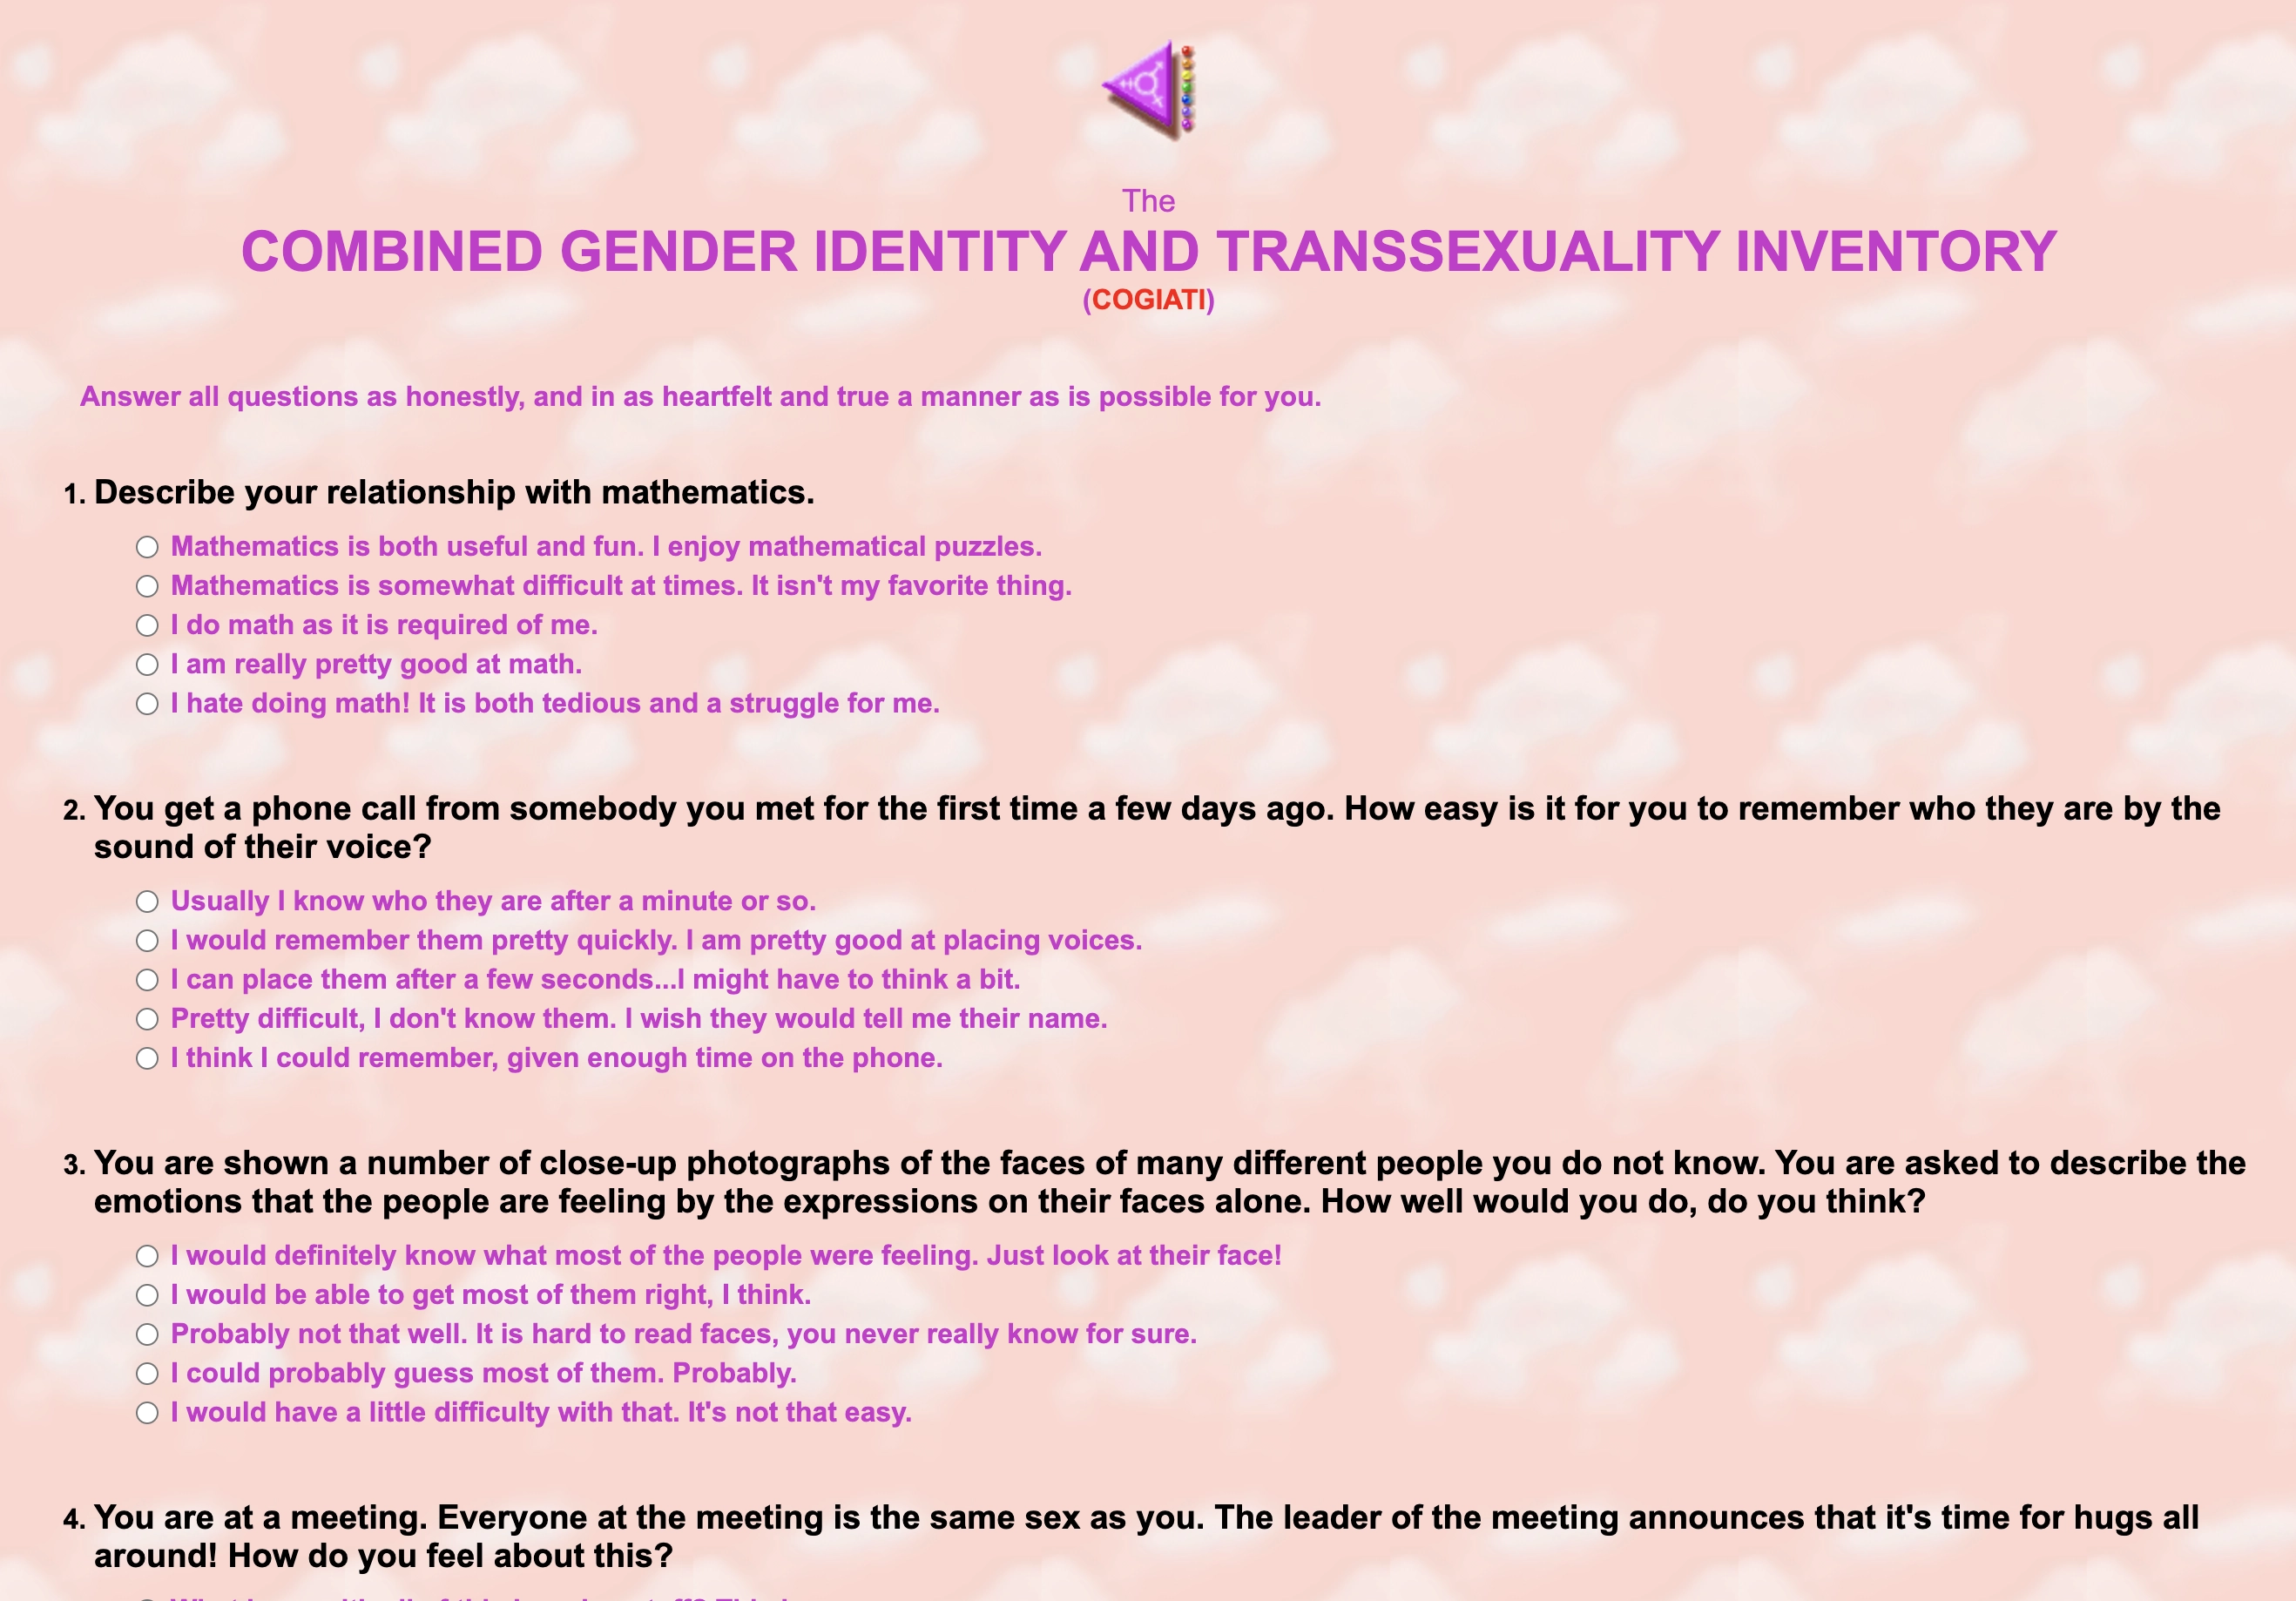 The
COMBINED GENDER IDENTITY AND TRANSSEXUALITY INVENTORY
(COGIATI)
Answer all questions as honestly, and in as heartfelt and true a manner as is possible for you.
1. Describe your relationship with mathematics.
Mathematics is both useful and fun. I enjoy mathematical puzzles.
Mathematics is somewhat difficult at times. It isn't my favorite thing.
I do math as it is required of me.
I am really pretty good at math.
I hate doing math! It is both tedious and a struggle for me.
2. You get a phone call from somebody you met for the first time a few days ago. How easy is it for you to remember who they are by the
sound of their voice?
Usually I know who they are after a minute or so.
I would remember them pretty quickly. I am pretty good at placing voices.
I can place them after a few seconds...I might have to think a bit.
Pretty difficult, I don't know them. I wish they would tell me their name.
I think I could remember, given enough time on the phone.
3. You are shown a number of close-up photographs of the faces of many different people you do not know. You are asked to describe the
emotions that the people are feeling by the expressions on their faces alone. How well would you do, do you think?
I would definitely know what most of the people were feeling. Just look at their face!
I would be able to get most of them right, I think.
Probably not that well. It is hard to read faces, you never really know for sure.
I could probably guess most of them. Probably.
I would have a little difficulty with that. It's not that easy.
4. You are at a meeting. Everyone at the meeting is the same sex as you. The leader of the meeting announces that it's time for hugs all
around! How do you feel about this?